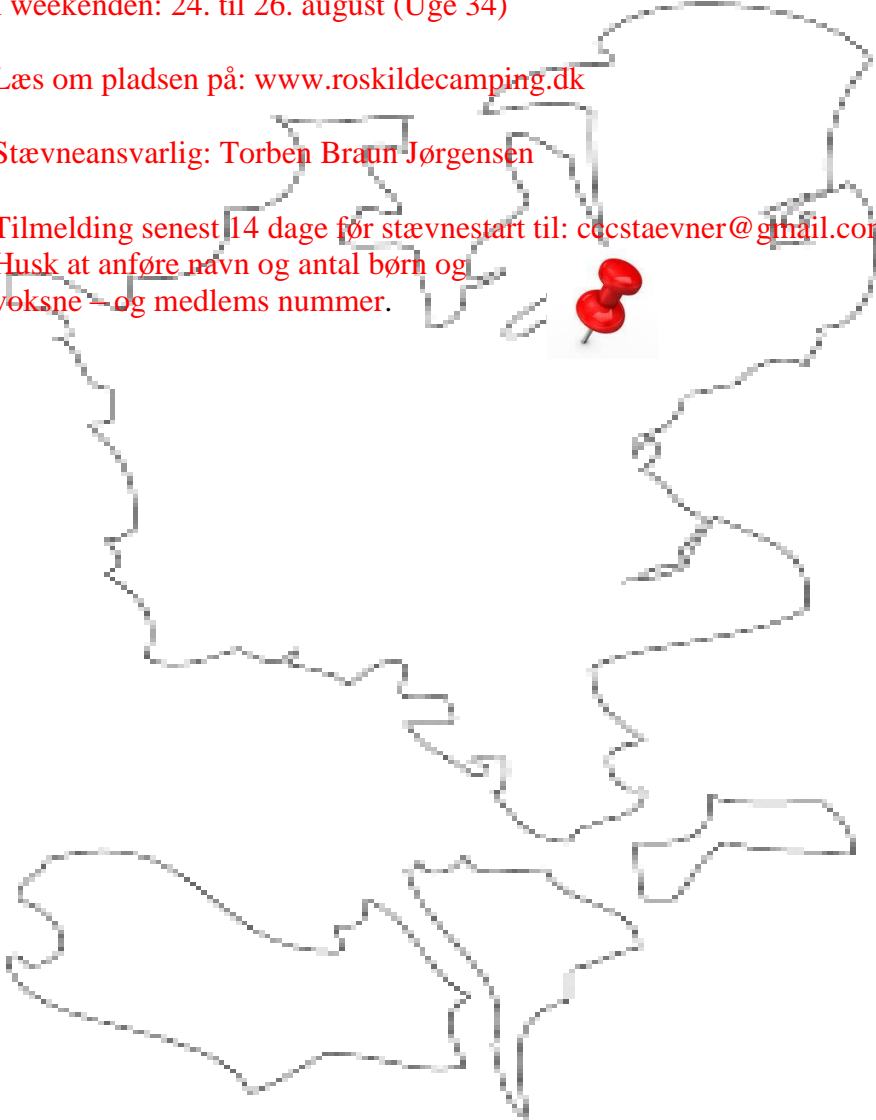 weekenden: 24. til 26. august (Uge 34)
Læs om pladsen på: www.roskildecamping.dk
Stævneansvarlig: Torben Braun Jørgensen
Tilmelding senest 14 dage før stævnestart til: cccstaevner@gmail.com
Husk at anføre navn og antal børn og
voksne – og medlems nummer.